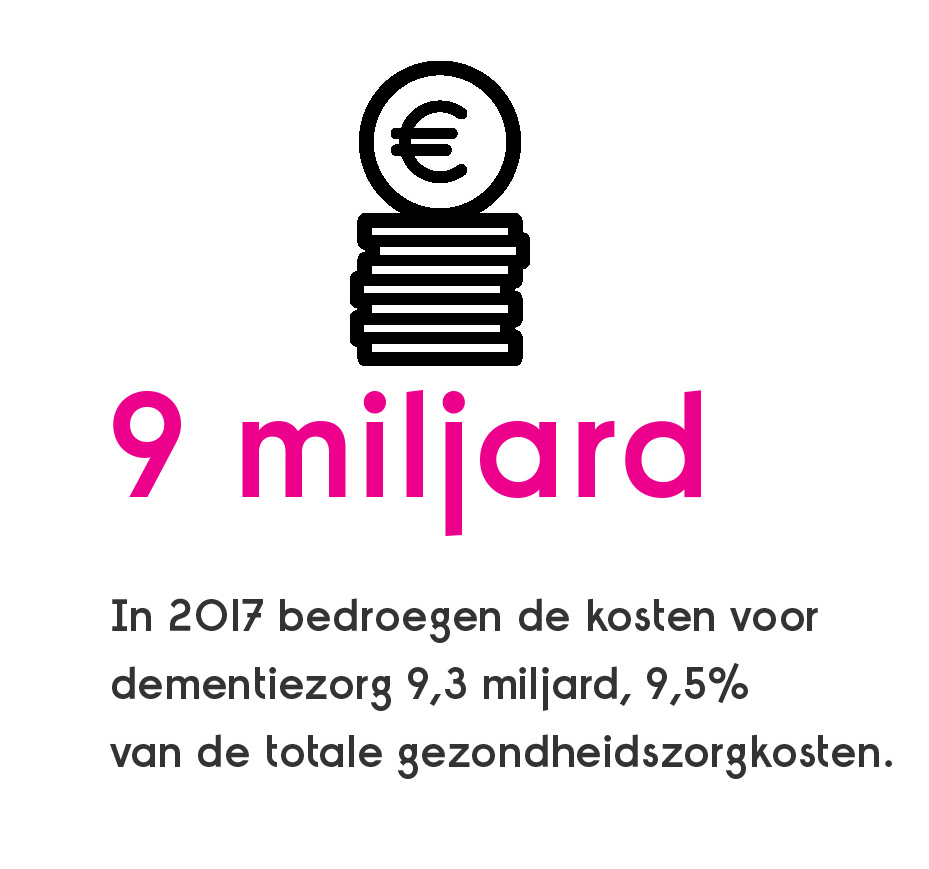 €
9 miljard
In 2017 bedroegen de kosten voor
dementiezorg 9,3 miljard, 9,5%
van de totale gezondheidszorgkosten.